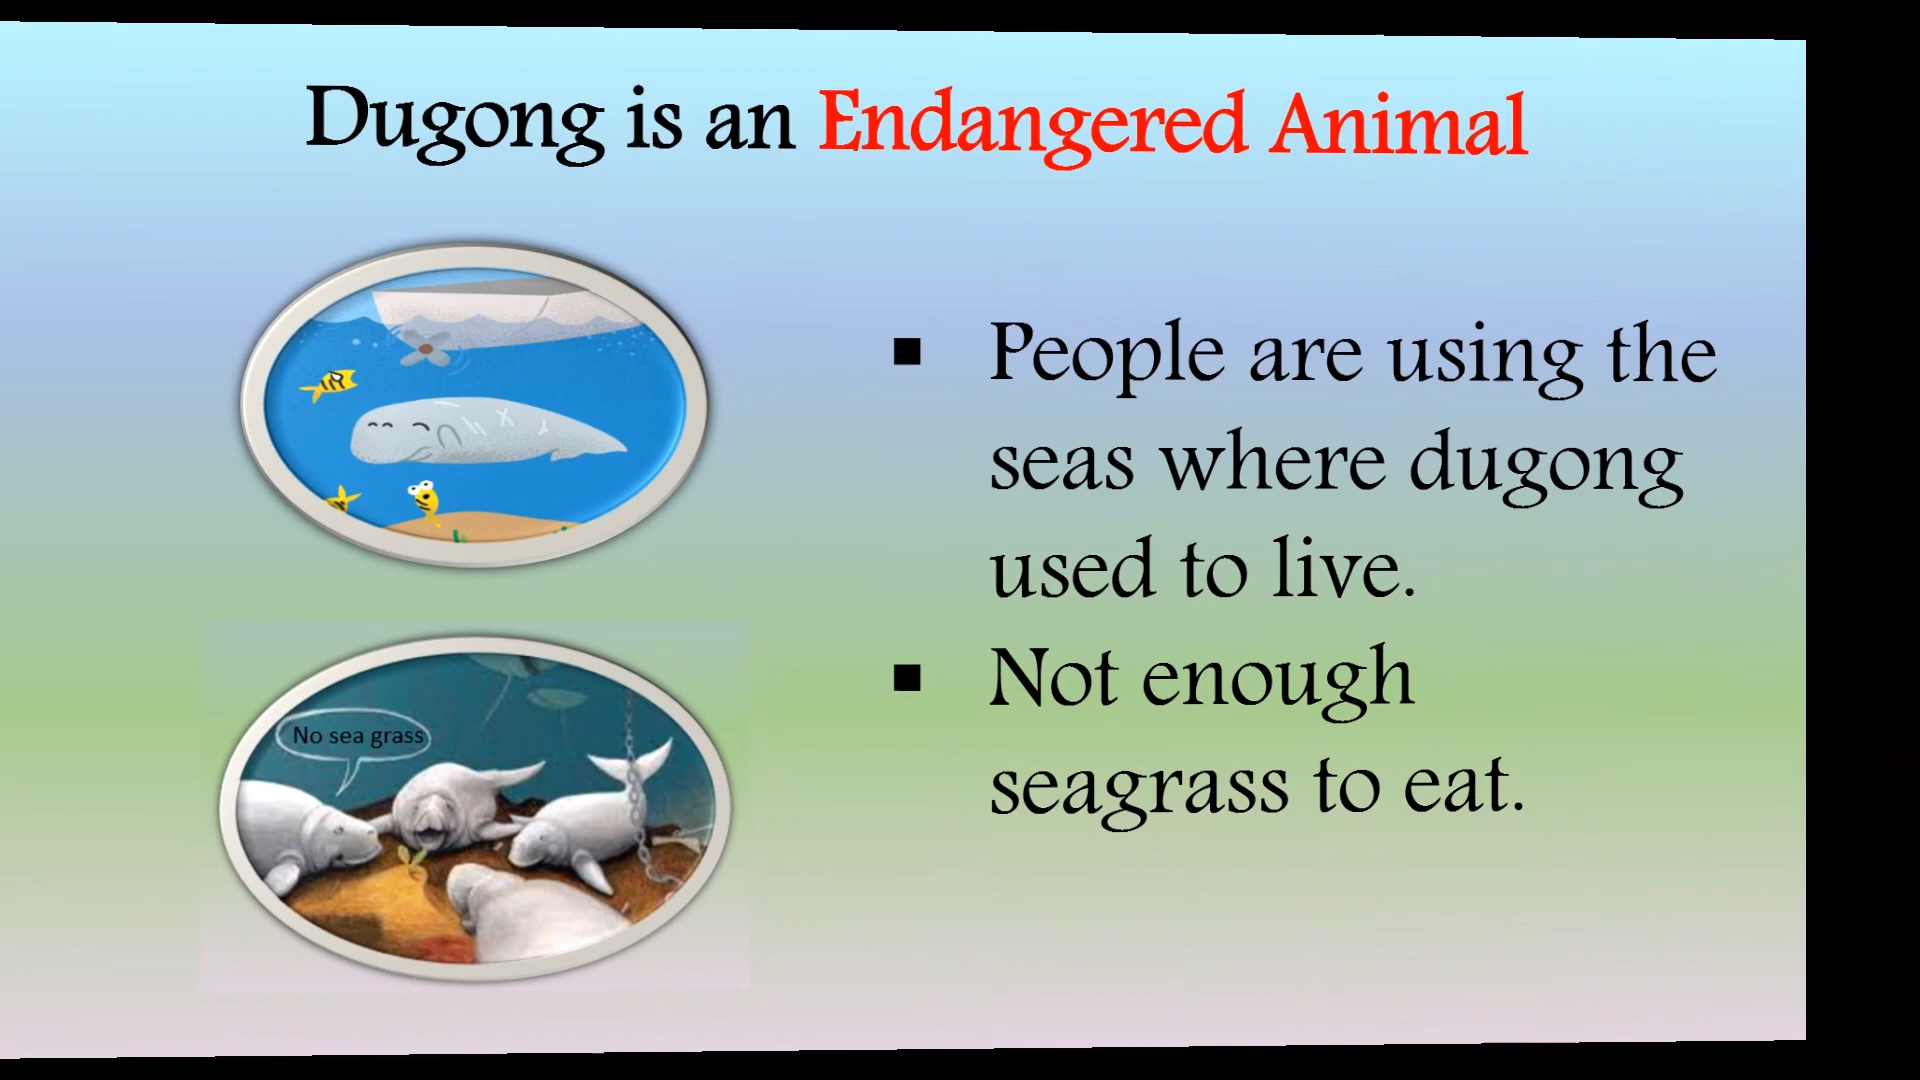 Dugong is an Endangered Animal
▪ People are using the
seas where dugong
used to live.
▪ Not enough
seagrass to eat.
No sea grass